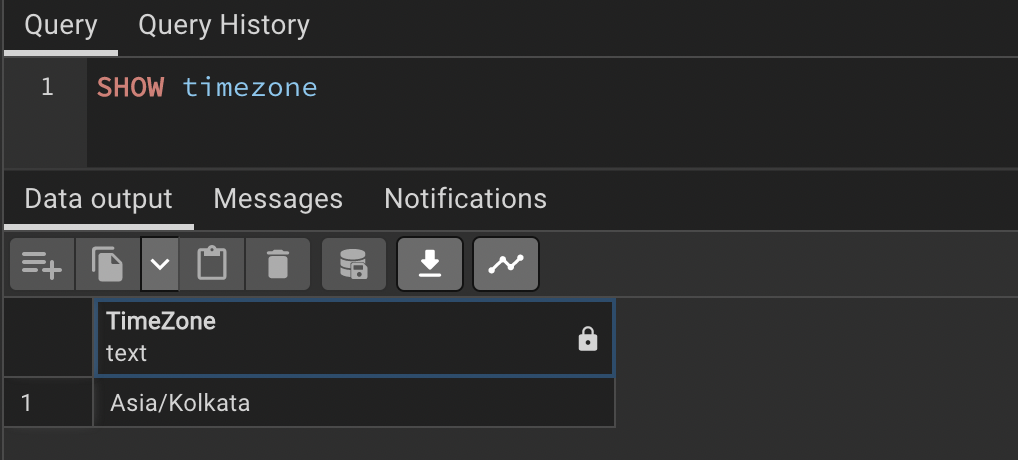 Query Query History
1 SHOW timezone
Data output Messages Notifications
TimeZone
text
1 Asia/Kolkata